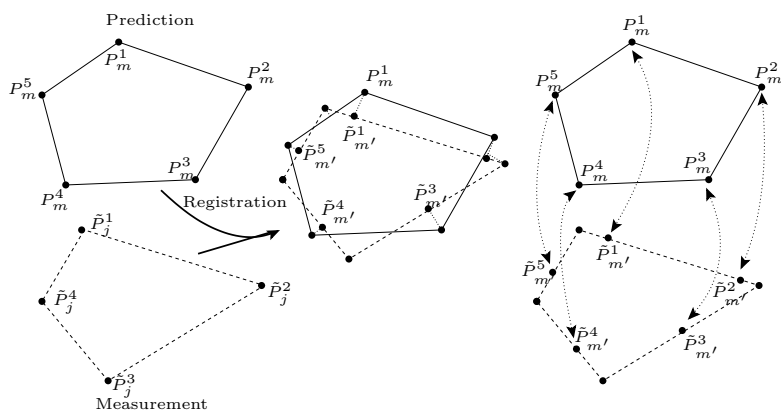 Prediction
P_m^1
P_m^2
P_m^5
P_m^3
P_m^4
Registration
P̃_j^1
P̃_j^4
P̃_j^2
P̃_j^3
Measurement
P_m^1
P̃_{m'}^1
P̃_{m'}^5
P̃_{m'}^4
P̃_{m'}^3
P_m^1
P_m^2
P_m^5
P_m^4
P_m^3
P̃_{m'}^1
P̃_{m'}^5
P̃_{m'}^2
P̃_{m'}^4
P̃_{m'}^3